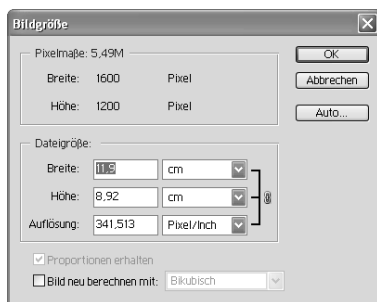 Bildgröße
Pixelmaße: 5,49M
Breite: 1600 Pixel
Höhe: 1200 Pixel
OK
Abbrechen
Auto...
Dateigröße:
Breite: 11,9 cm
Höhe: 8,92 cm
Auflösung: 341,513 Pixel/Inch
Proportionen erhalten
Bild neu berechnen mit: Bikubisch